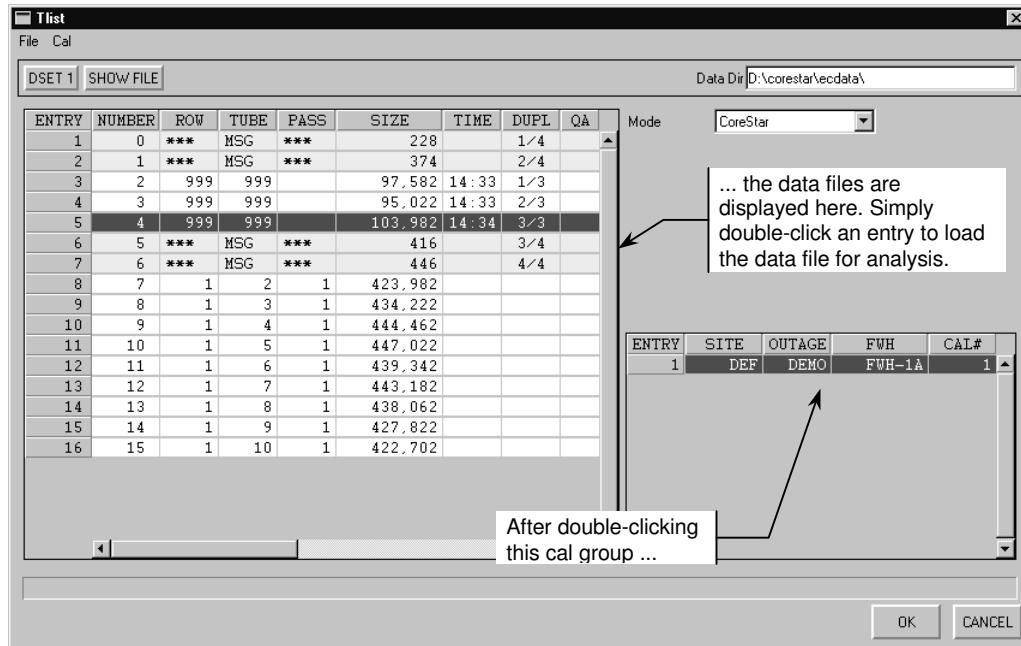 Tlist
File Cal
DSET 1 SHOW FILE Data Dir D:\corestar\ecdata\
ENTRY NUMBER ROW TUBE PASS SIZE TIME DUPL QA
1 0 *** MSG *** 228 1/4
2 1 *** MSG *** 374 2/4
3 2 999 999 97,582 14:33 1/3
4 3 999 999 95,022 14:33 2/3
5 4 999 999 103,982 14:34 3/3
6 5 *** MSG *** 416 3/4
7 6 *** MSG *** 446 4/4
8 7 1 2 1 423,982
9 8 1 3 1 434,222
10 9 1 4 1 444,462
11 10 1 5 1 447,022
12 11 1 6 1 439,342
13 12 1 7 1 443,182
14 13 1 8 1 438,062
15 14 1 9 1 427,822
16 15 1 10 1 422,702
Mode CoreStar
... the data files are
displayed here. Simply
double-click an entry to load
the data file for analysis.
ENTRY SITE OUTAGE FWH CAL#
1 DEF DEMO FWH-1A 1
After double-clicking
this cal group ...
OK CANCEL